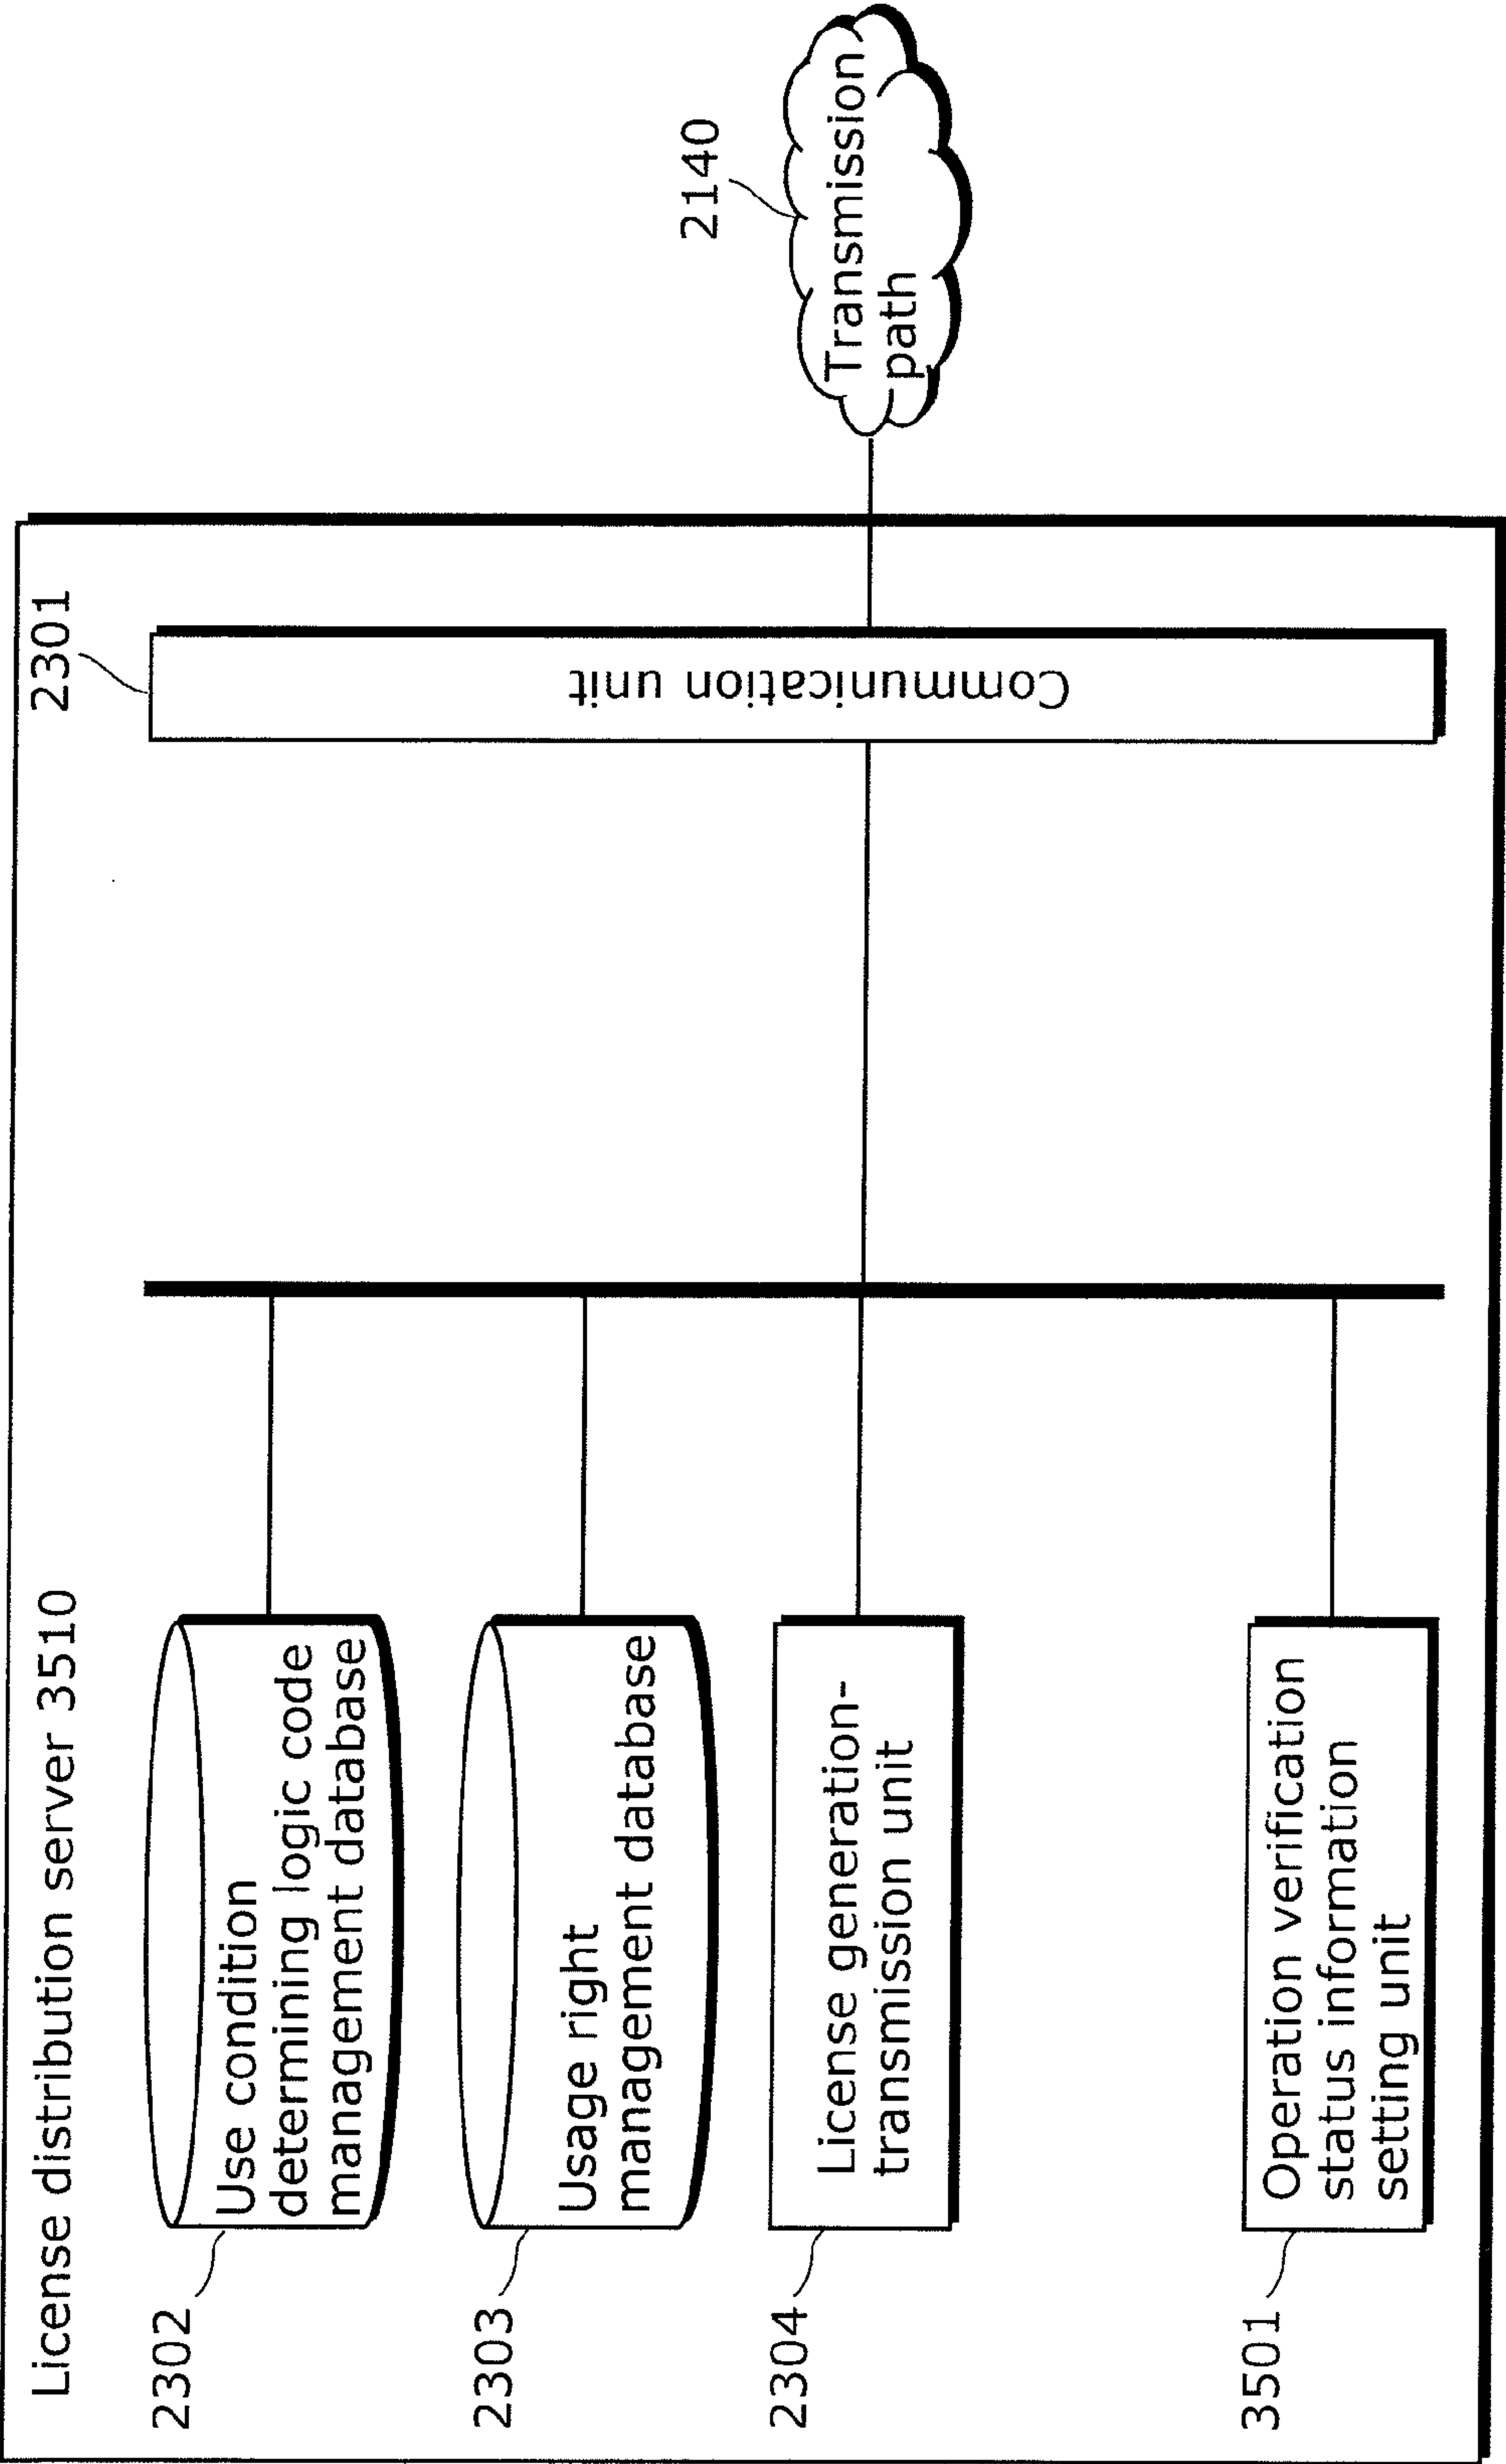 License distribution server 3510
2302
Use condition
determining logic code
management database
2303
Usage right
management database
2304
License generation-
transmission unit
3501
Operation verification
status information
setting unit
2301
Communication unit
2140
Transmission
path